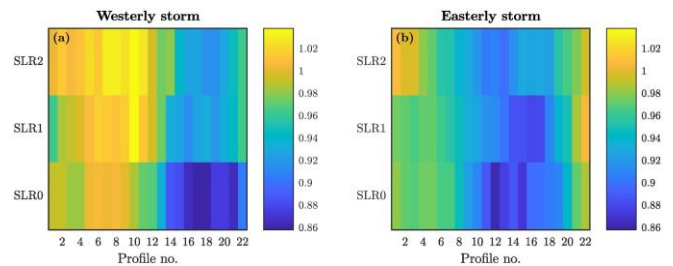 Westerly storm
(a)
SLR2
SLR1
SLR0
2 4 6 8 10 12 14 16 18 20 22
Profile no.
1.02
1
0.98
0.96
0.94
0.92
0.9
0.88
0.86
Easterly storm
(b)
SLR2
SLR1
SLR0
2 4 6 8 10 12 14 16 18 20 22
Profile no.
1.02
1
0.98
0.96
0.94
0.92
0.9
0.88
0.86